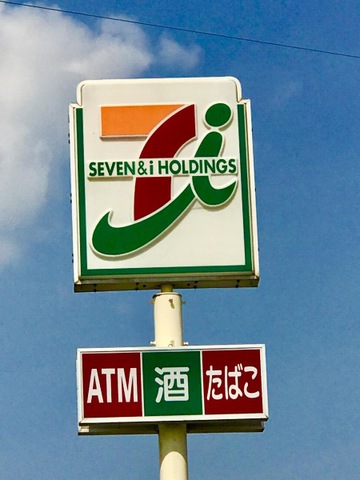 SEVEN & i HOLDINGS
ATM 酒 たばこ